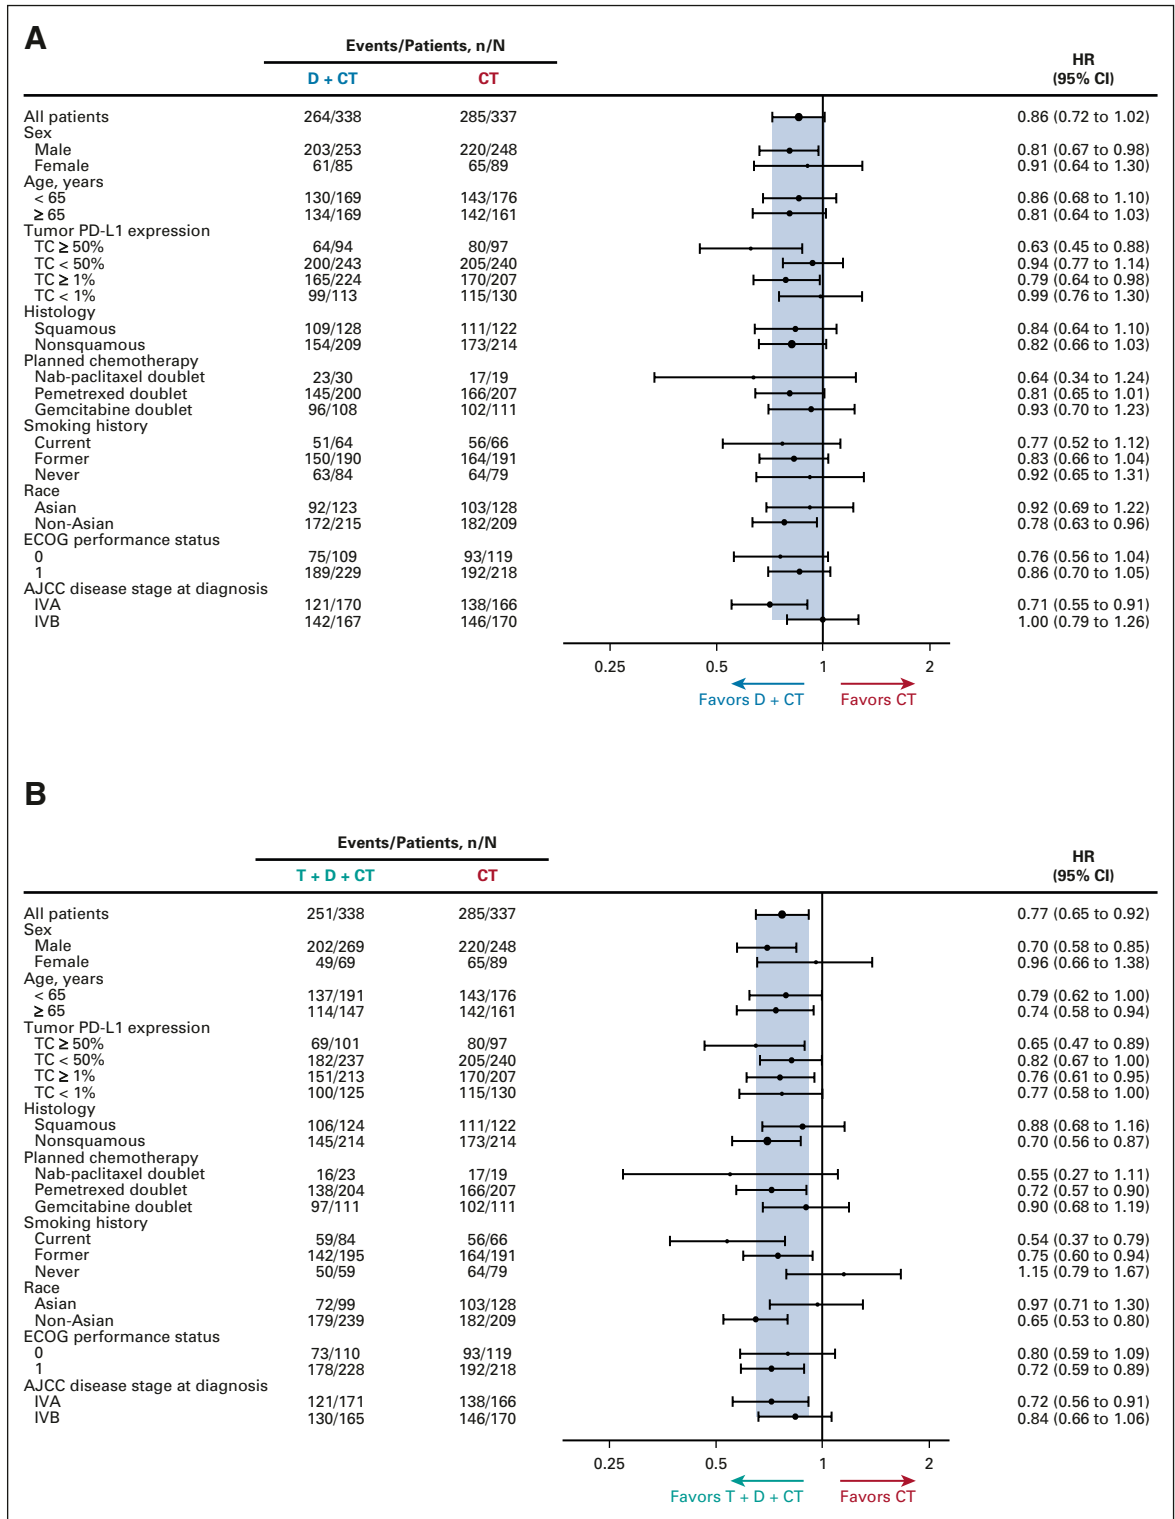 A
Events/Patients, n/N
HR
D + CT CT (95% CI)
All patients 264/338 285/337 0.86 (0.72 to 1.02)
Sex
Male 203/253 220/248 0.81 (0.67 to 0.98)
Female 61/85 65/89 0.91 (0.64 to 1.30)
Age, years
< 65 130/169 143/176 0.86 (0.68 to 1.10)
≥ 65 134/169 142/161 0.81 (0.64 to 1.03)
Tumor PD-L1 expression
TC ≥ 50% 64/94 80/97 0.63 (0.45 to 0.88)
TC < 50% 200/243 205/240 0.94 (0.77 to 1.14)
TC ≥ 1% 165/224 170/207 0.79 (0.64 to 0.98)
TC < 1% 99/113 115/130 0.99 (0.76 to 1.30)
Histology
Squamous 109/128 111/122 0.84 (0.64 to 1.10)
Nonsquamous 154/209 173/214 0.82 (0.66 to 1.03)
Planned chemotherapy
Nab-paclitaxel doublet 23/30 17/19 0.64 (0.34 to 1.24)
Pemetrexed doublet 145/200 166/207 0.81 (0.65 to 1.01)
Gemcitabine doublet 96/108 102/111 0.93 (0.70 to 1.23)
Smoking history
Current 51/64 56/66 0.77 (0.52 to 1.12)
Former 150/190 164/191 0.83 (0.66 to 1.04)
Never 63/84 64/79 0.92 (0.65 to 1.31)
Race
Asian 92/123 103/128 0.92 (0.69 to 1.22)
Non-Asian 172/215 182/209 0.78 (0.63 to 0.96)
ECOG performance status
0 75/109 93/119 0.76 (0.56 to 1.04)
1 189/229 192/218 0.86 (0.70 to 1.05)
AJCC disease stage at diagnosis
IVA 121/170 138/166 0.71 (0.55 to 0.91)
IVB 142/167 146/170 1.00 (0.79 to 1.26)
0.25 0.5 1 2
Favors D + CT Favors CT
B
Events/Patients, n/N
HR
T + D + CT CT (95% CI)
All patients 251/338 285/337 0.77 (0.65 to 0.92)
Sex
Male 202/269 220/248 0.70 (0.58 to 0.85)
Female 49/69 65/89 0.96 (0.66 to 1.38)
Age, years
< 65 137/191 143/176 0.79 (0.62 to 1.00)
≥ 65 114/147 142/161 0.74 (0.58 to 0.94)
Tumor PD-L1 expression
TC ≥ 50% 69/101 80/97 0.65 (0.47 to 0.89)
TC < 50% 182/237 205/240 0.82 (0.67 to 1.00)
TC ≥ 1% 151/213 170/207 0.76 (0.61 to 0.95)
TC < 1% 100/125 115/130 0.77 (0.58 to 1.00)
Histology
Squamous 106/124 111/122 0.88 (0.68 to 1.16)
Nonsquamous 145/214 173/214 0.70 (0.56 to 0.87)
Planned chemotherapy
Nab-paclitaxel doublet 16/23 17/19 0.55 (0.27 to 1.11)
Pemetrexed doublet 138/204 166/207 0.72 (0.57 to 0.90)
Gemcitabine doublet 97/111 102/111 0.90 (0.68 to 1.19)
Smoking history
Current 59/84 56/66 0.54 (0.37 to 0.79)
Former 142/195 164/191 0.75 (0.60 to 0.94)
Never 50/59 64/79 1.15 (0.79 to 1.67)
Race
Asian 72/99 103/128 0.97 (0.71 to 1.30)
Non-Asian 179/239 182/209 0.65 (0.53 to 0.80)
ECOG performance status
0 73/110 93/119 0.80 (0.59 to 1.09)
1 178/228 192/218 0.72 (0.59 to 0.89)
AJCC disease stage at diagnosis
IVA 121/171 138/166 0.72 (0.56 to 0.91)
IVB 130/165 146/170 0.84 (0.66 to 1.06)
0.25 0.5 1 2
Favors T + D + CT Favors CT